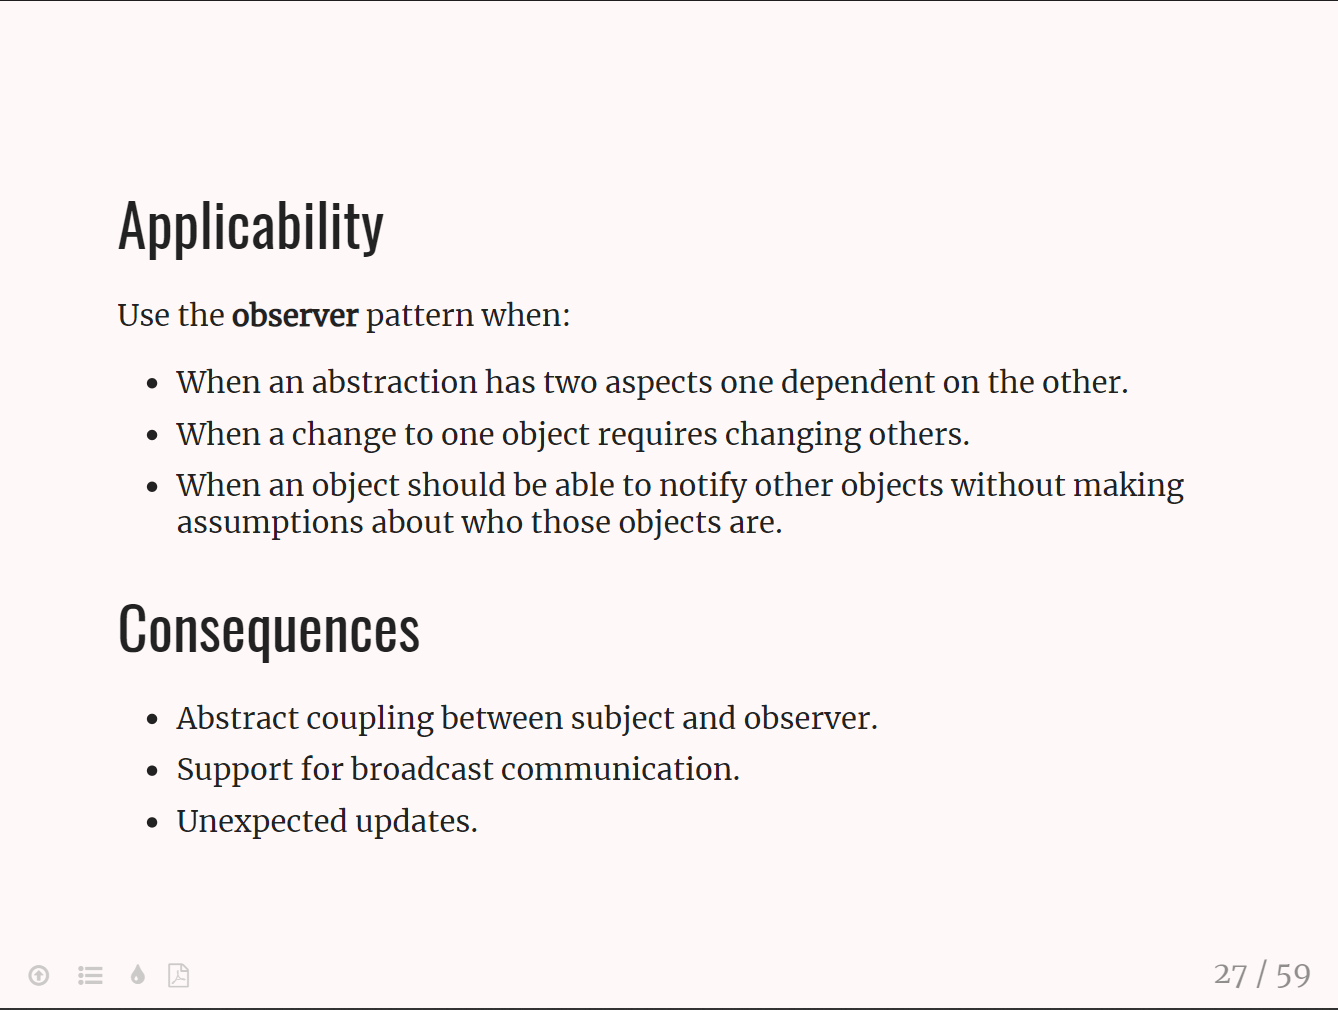 Applicability
Use the observer pattern when:
• When an abstraction has two aspects one dependent on the other.
• When a change to one object requires changing others.
• When an object should be able to notify other objects without making
assumptions about who those objects are.
Consequences
• Abstract coupling between subject and observer.
• Support for broadcast communication.
• Unexpected updates.
27 / 59